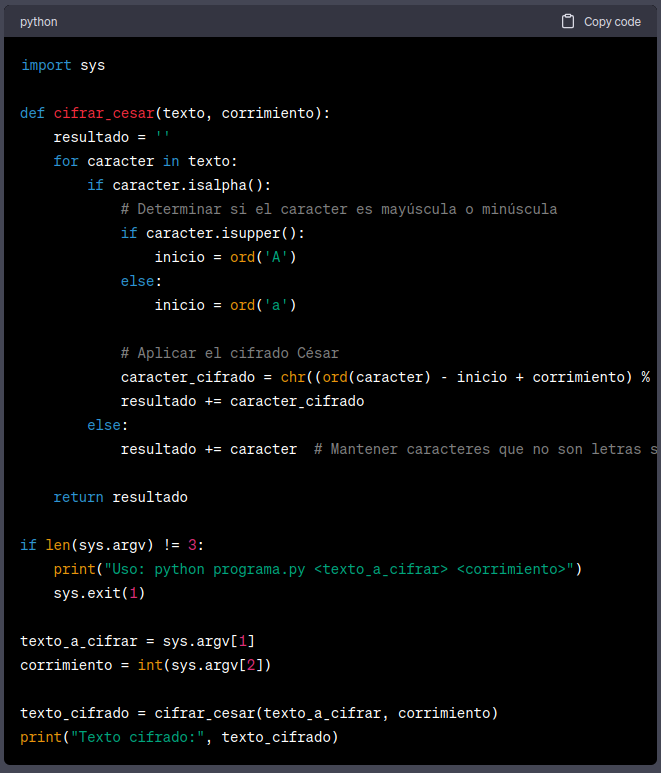 python
Copy code
import sys
def cifrar_cesar(texto, corrimiento):
    resultado = ''
    for caracter in texto:
        if caracter.isalpha():
            # Determinar si el caracter es mayúscula o minúscula
            if caracter.isupper():
                inicio = ord('A')
            else:
                inicio = ord('a')
            # Aplicar el cifrado César
            caracter_cifrado = chr((ord(caracter) - inicio + corrimiento) %
            resultado += caracter_cifrado
        else:
            resultado += caracter  # Mantener caracteres que no son letras s
    return resultado
if len(sys.argv) != 3:
    print("Uso: python programa.py <texto_a_cifrar> <corrimiento>")
    sys.exit(1)
texto_a_cifrar = sys.argv[1]
corrimiento = int(sys.argv[2])
texto_cifrado = cifrar_cesar(texto_a_cifrar, corrimiento)
print("Texto cifrado:", texto_cifrado)